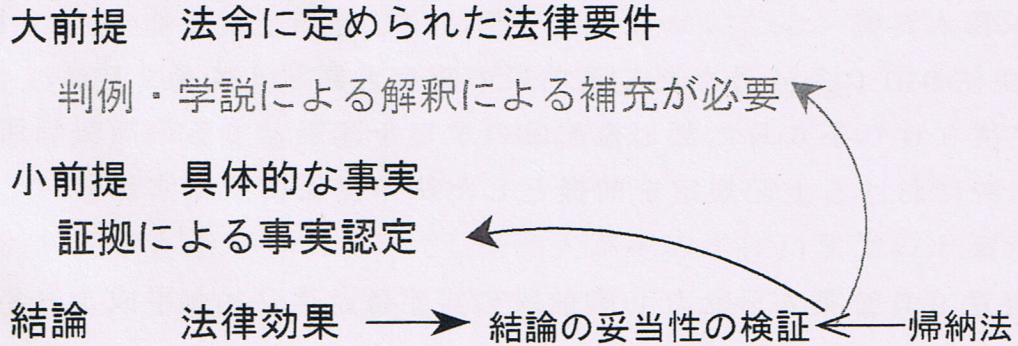 大前提 法令に定められた法律要件
判例・学説による解釈による補充が必要
小前提 具体的な事実
証拠による事実認定
結論 法律効果 結論の妥当性の検証 帰納法